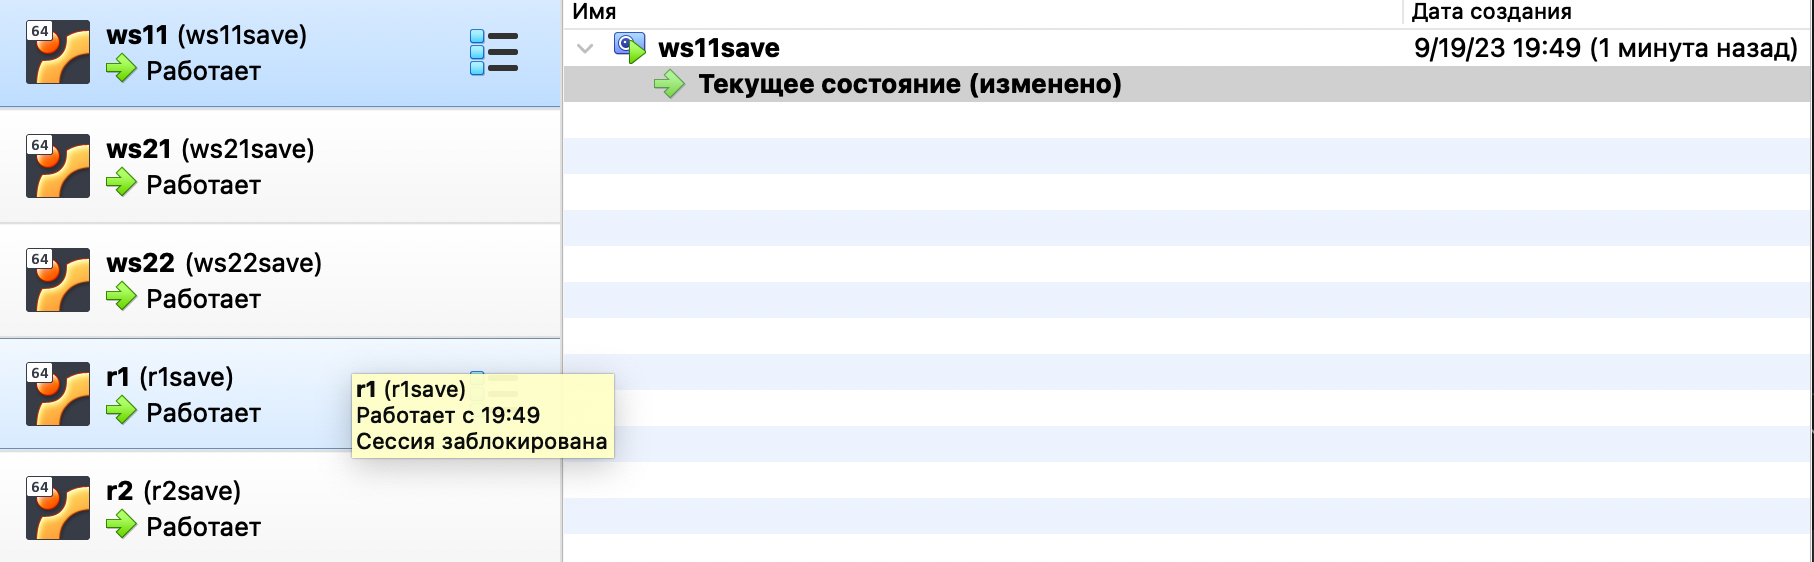 64
ws11 (ws11save)
Работает
64
ws21 (ws21save)
Работает
64
ws22 (ws22save)
Работает
64
r1 (r1save)
Работает
r1 (r1save)
Работает с 19:49
Сессия заблокирована
64
r2 (r2save)
Работает
Имя Дата создания
ws11save 9/19/23 19:49 (1 минута назад)
Текущее состояние (изменено)